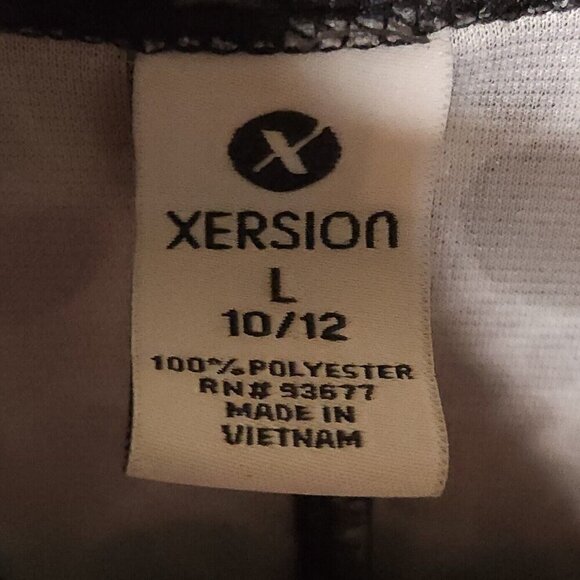 X
XERSION
L
10/12
100% POLYESTER
RN# 93677
MADE IN
VIETNAM